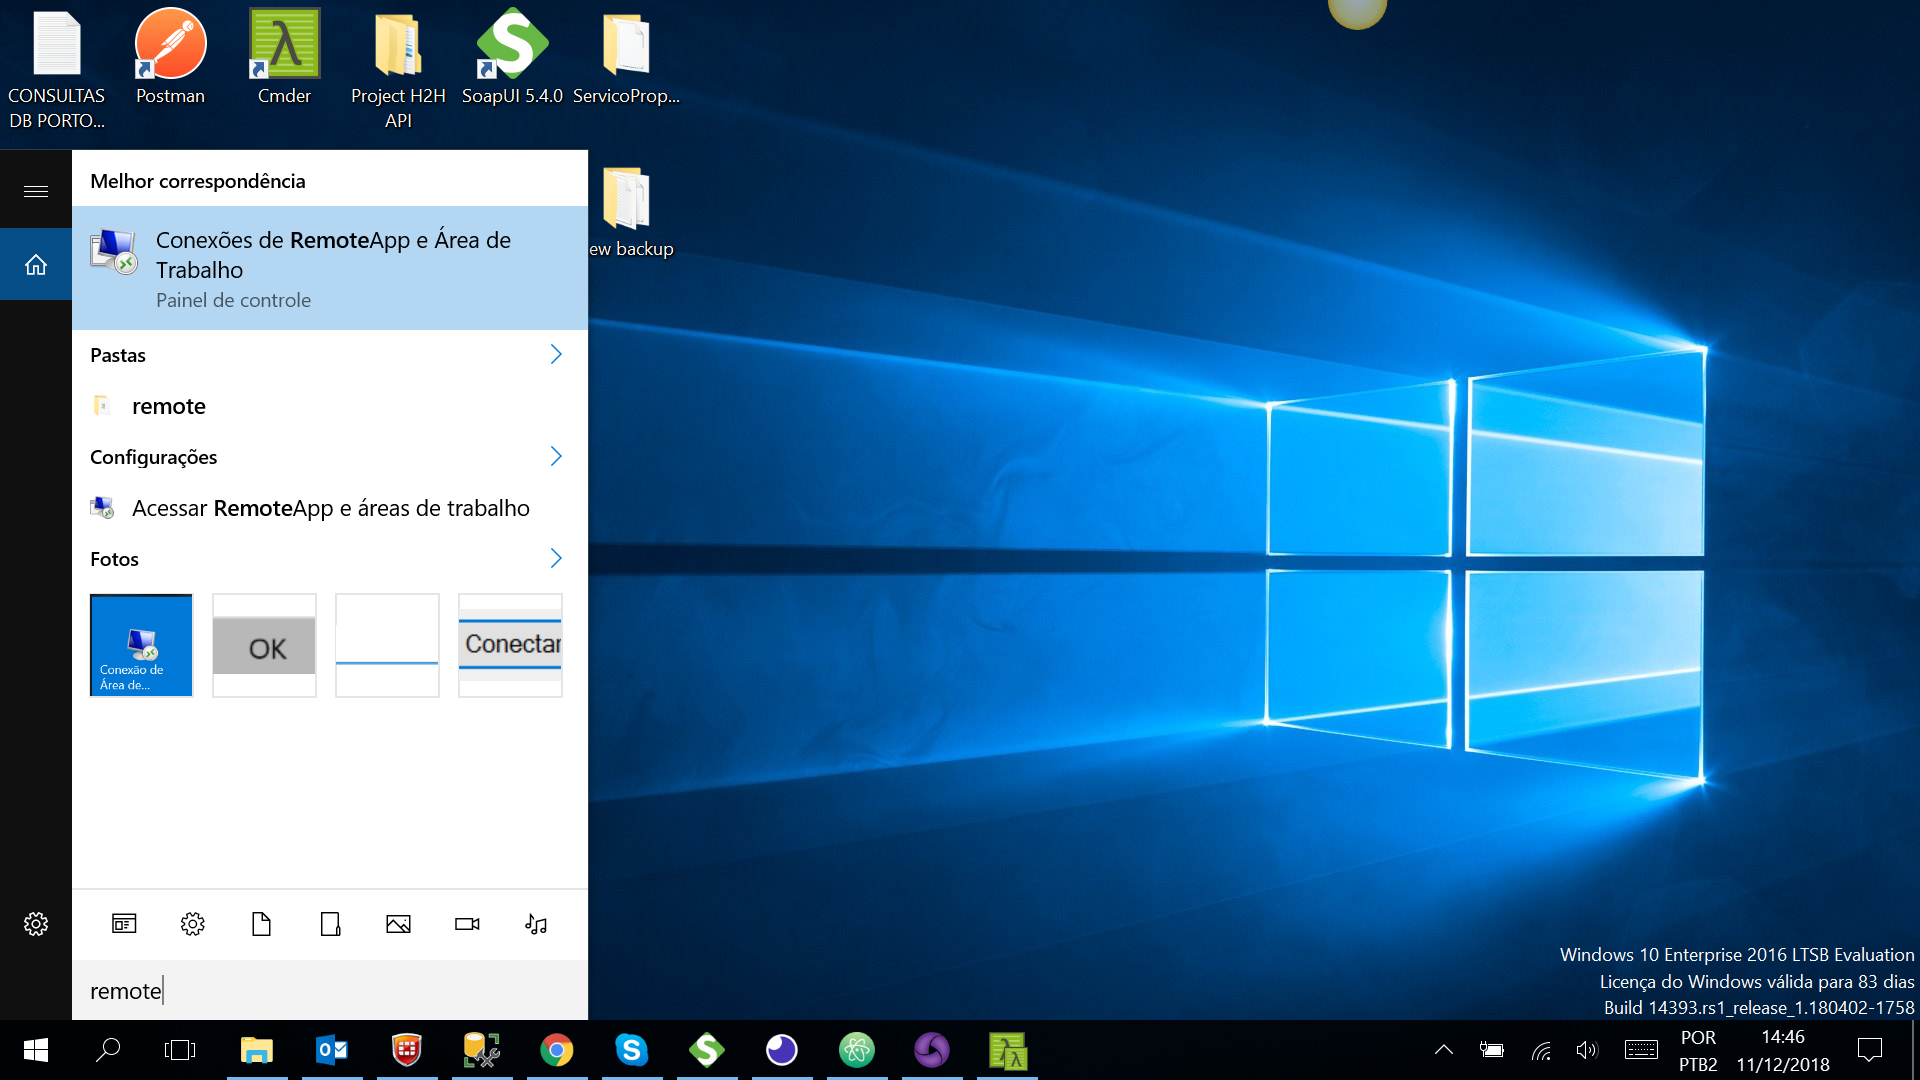 CONSULTAS
DB PORTO...
Postman
Cmder
Project H2H
API
SoapUI 5.4.0
ServicoProp...
ew backup
Melhor correspondência
Conexões de RemoteApp e Área de
Trabalho
Painel de controle
Pastas
remote
Configurações
Acessar RemoteApp e áreas de trabalho
Fotos
Conexão de
Área de...
OK
Conectar
remote
Windows 10 Enterprise 2016 LTSB Evaluation
Licença do Windows válida para 83 dias
Build 14393.rs1_release_1.180402-1758
POR
PTB2
14:46
11/12/2018